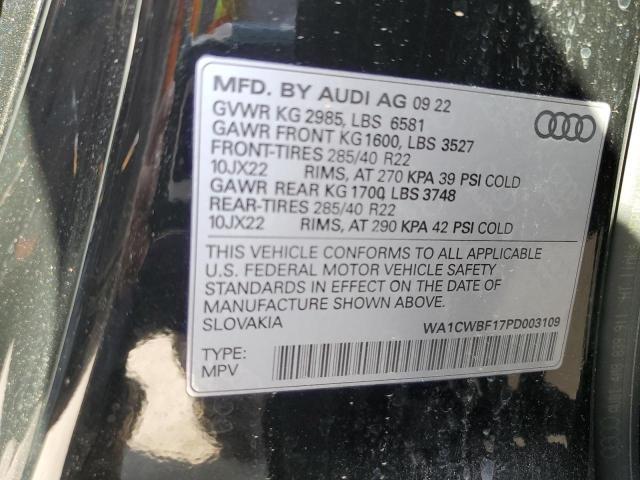 MFD. BY AUDI AG 09 22
GVWR KG 2985, LBS 6581
GAWR FRONT KG 1600, LBS 3527
FRONT-TIRES 285/40 R22
10JX22 RIMS, AT 270 KPA 39 PSI COLD
GAWR REAR KG 1700, LBS 3748
REAR-TIRES 285/40 R22
10JX22 RIMS, AT 290 KPA 42 PSI COLD
THIS VEHICLE CONFORMS TO ALL APPLICABLE
U.S. FEDERAL MOTOR VEHICLE SAFETY
STANDARDS IN EFFECT ON THE DATE OF
MANUFACTURE SHOWN ABOVE.
SLOVAKIA WA1CWBF17PD003109
TYPE:
MPV